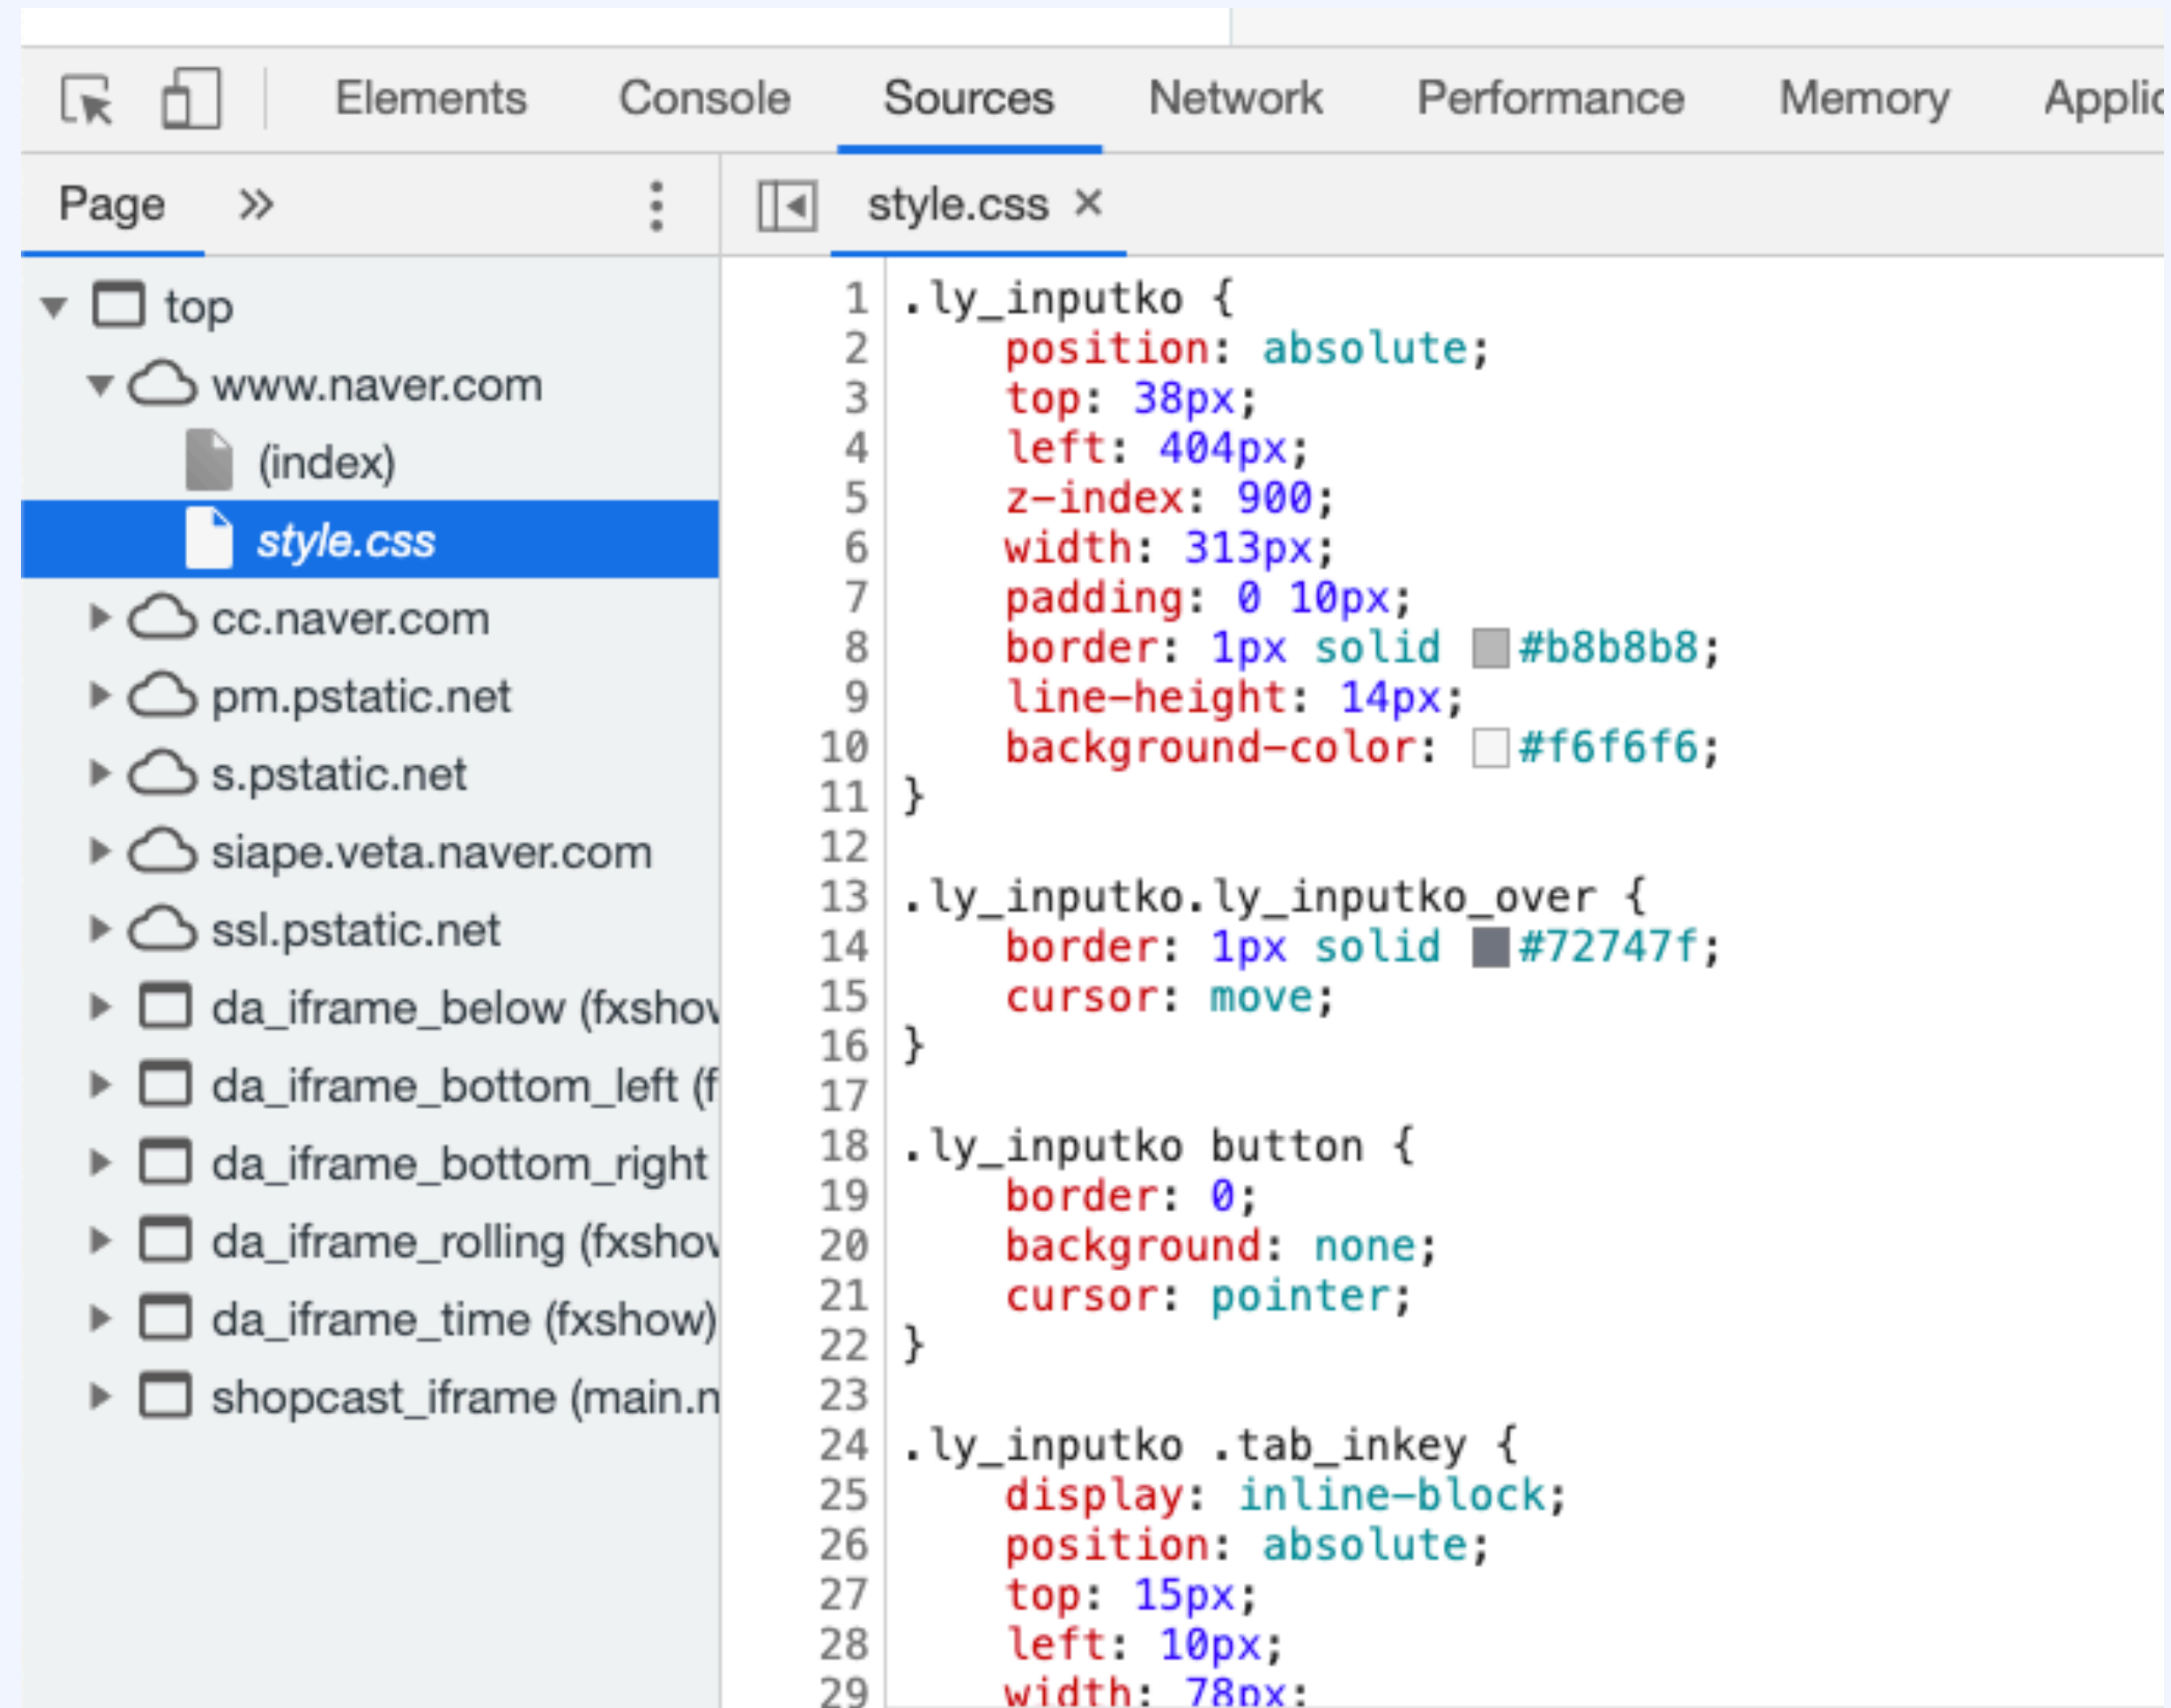 Elements Console Sources Network Performance Memory
Page
style.css
top
www.naver.com
(index)
style.css
cc.naver.com
pm.pstatic.net
s.pstatic.net
siape.veta.naver.com
ssl.pstatic.net
da_iframe_below
da_iframe_bottom_left
da_iframe_bottom_right
da_iframe_rolling
da_iframe_time (fxshow)
shopcast_iframe
1 .ly_inputko {
2 position: absolute;
3 top: 38px;
4 left: 404px;
5 z-index: 900;
6 width: 313px;
7 padding: 0 10px;
8 border: 1px solid #b8b8b8;
9 line-height: 14px;
10 background-color: #f6f6f6;
11 }
12
13 .ly_inputko.ly_inputko_over {
14 border: 1px solid #72747f;
15 cursor: move;
16 }
17
18 .ly_inputko button {
19 border: 0;
20 background: none;
21 cursor: pointer;
22 }
23
24 .ly_inputko .tab_inkey {
25 display: inline-block;
26 position: absolute;
27 top: 15px;
28 left: 10px;
29 width: 78px;